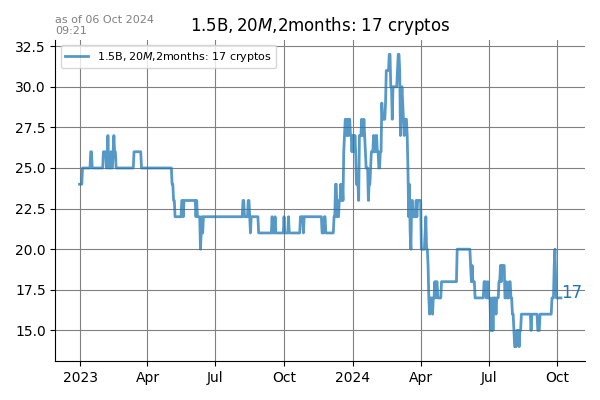 as of 06 Oct 2024
09:21
1.5B, 20M,2months: 17 cryptos
1.5B, 20M,2months: 17 cryptos
32.5
30.0
27.5
25.0
22.5
20.0
17.5
15.0
17
2023 Apr Jul Oct 2024 Apr Jul Oct